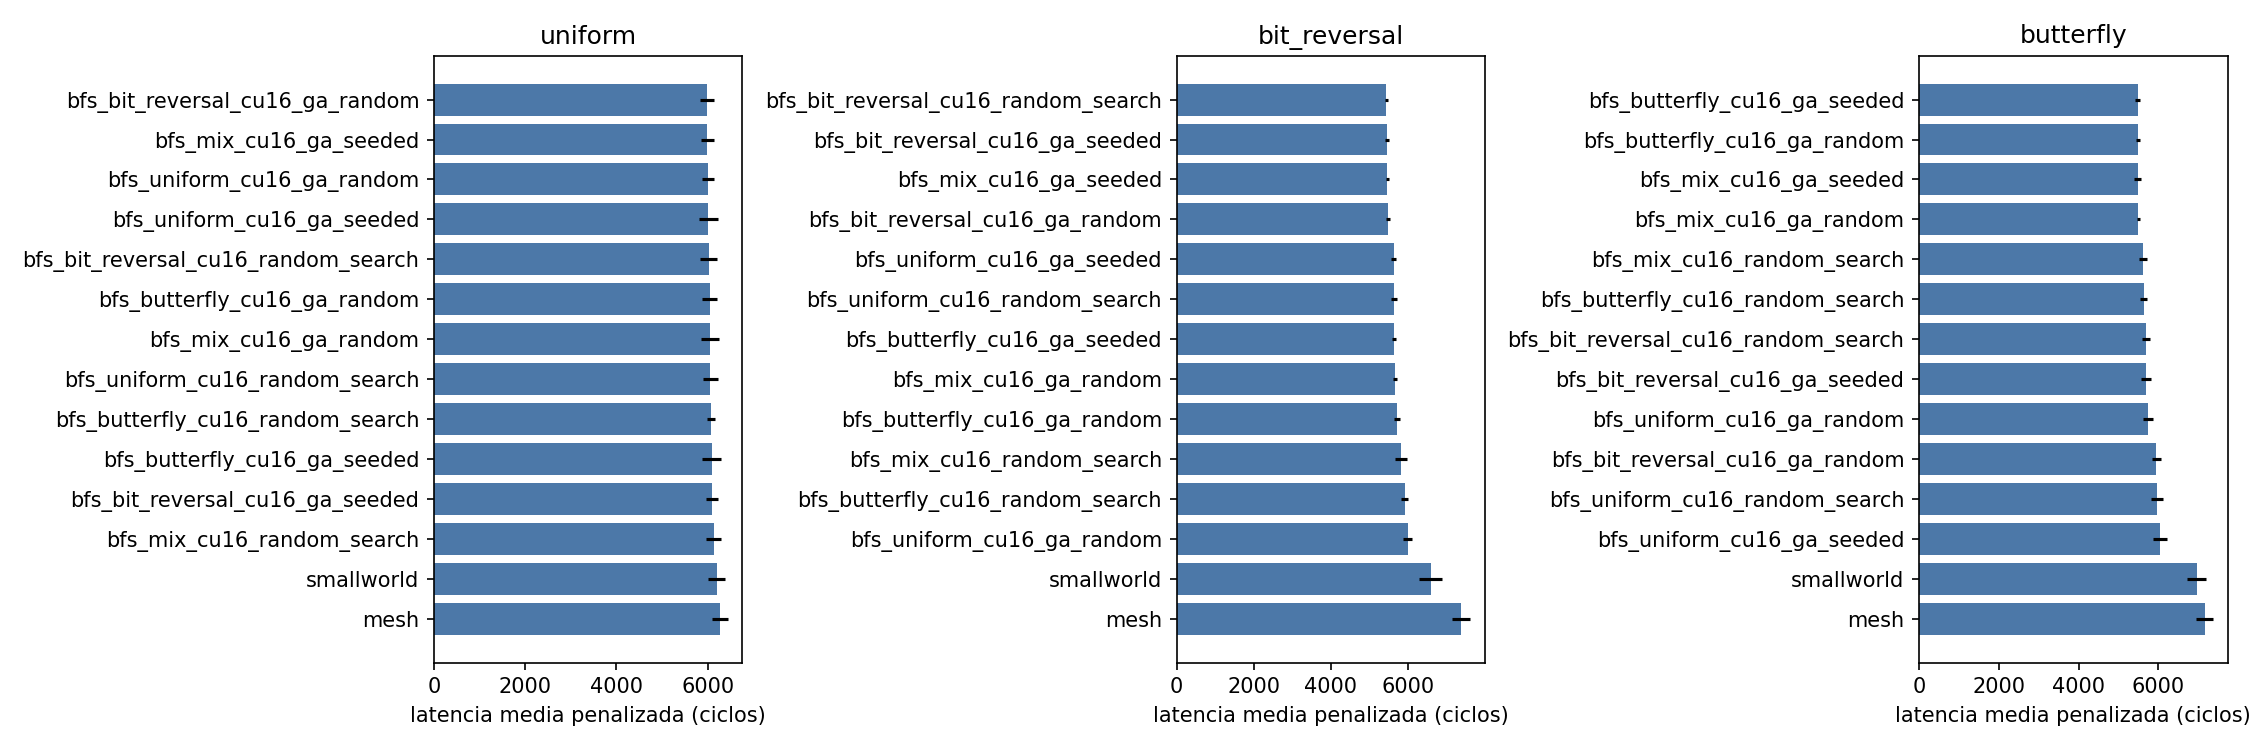 uniform
bfs_bit_reversal_cu16_ga_random
bfs_mix_cu16_ga_seeded
bfs_uniform_cu16_ga_random
bfs_uniform_cu16_ga_seeded
bfs_bit_reversal_cu16_random_search
bfs_butterfly_cu16_ga_random
bfs_mix_cu16_ga_random
bfs_uniform_cu16_random_search
bfs_butterfly_cu16_random_search
bfs_butterfly_cu16_ga_seeded
bfs_bit_reversal_cu16_ga_seeded
bfs_mix_cu16_random_search
smallworld
mesh
0 2000 4000 6000
latencia media penalizada (ciclos)
bit_reversal
bfs_bit_reversal_cu16_random_search
bfs_bit_reversal_cu16_ga_seeded
bfs_mix_cu16_ga_seeded
bfs_bit_reversal_cu16_ga_random
bfs_uniform_cu16_ga_seeded
bfs_uniform_cu16_random_search
bfs_butterfly_cu16_ga_seeded
bfs_mix_cu16_ga_random
bfs_butterfly_cu16_ga_random
bfs_mix_cu16_random_search
bfs_butterfly_cu16_random_search
bfs_uniform_cu16_ga_random
smallworld
mesh
0 2000 4000 6000
latencia media penalizada (ciclos)
butterfly
bfs_butterfly_cu16_ga_seeded
bfs_butterfly_cu16_ga_random
bfs_mix_cu16_ga_seeded
bfs_mix_cu16_ga_random
bfs_mix_cu16_random_search
bfs_butterfly_cu16_random_search
bfs_bit_reversal_cu16_random_search
bfs_bit_reversal_cu16_ga_seeded
bfs_uniform_cu16_ga_random
bfs_bit_reversal_cu16_ga_random
bfs_uniform_cu16_random_search
bfs_uniform_cu16_ga_seeded
smallworld
mesh
0 2000 4000 6000
latencia media penalizada (ciclos)